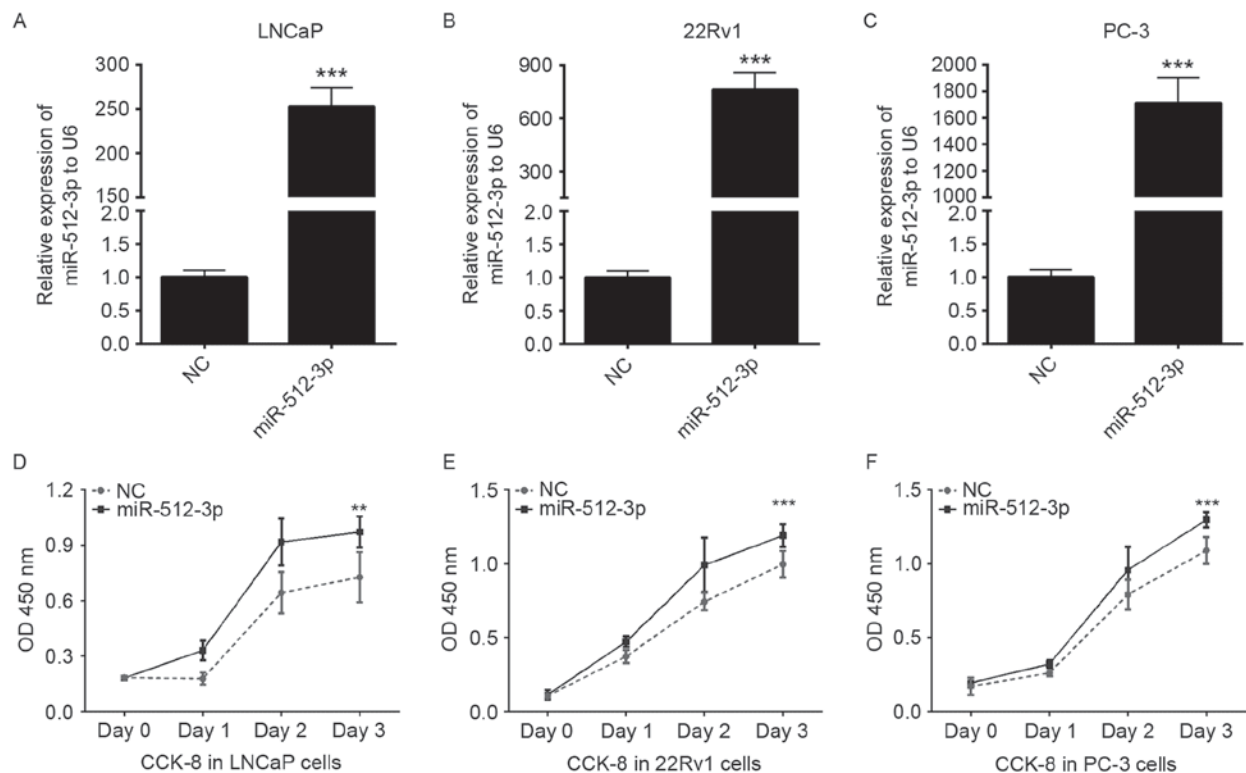 A
LNCaP
Relative expression of
miR-512-3p to U6
300
250
200
150
100
50
2.0
1.5
1.0
0.5
0.0
***
NC
miR-512-3p
B
22Rv1
Relative expression of
miR-512-3p to U6
900
600
300
2.0
1.5
1.0
0.5
0.0
***
NC
miR-512-3p
C
PC-3
Relative expression of
miR-512-3p to U6
2000
1800
1600
1400
1200
1000
2.0
1.5
1.0
0.5
0.0
***
NC
miR-512-3p
D
NC
miR-512-3p
OD 450 nm
1.2
0.9
0.6
0.3
0.0
**
Day 0 Day 1 Day 2 Day 3
CCK-8 in LNCaP cells
E
NC
miR-512-3p
OD 450 nm
1.5
1.0
0.5
0.0
***
Day 0 Day 1 Day 2 Day 3
CCK-8 in 22Rv1 cells
F
NC
miR-512-3p
OD 450 nm
1.5
1.0
0.5
0.0
***
Day 0 Day 1 Day 2 Day 3
CCK-8 in PC-3 cells